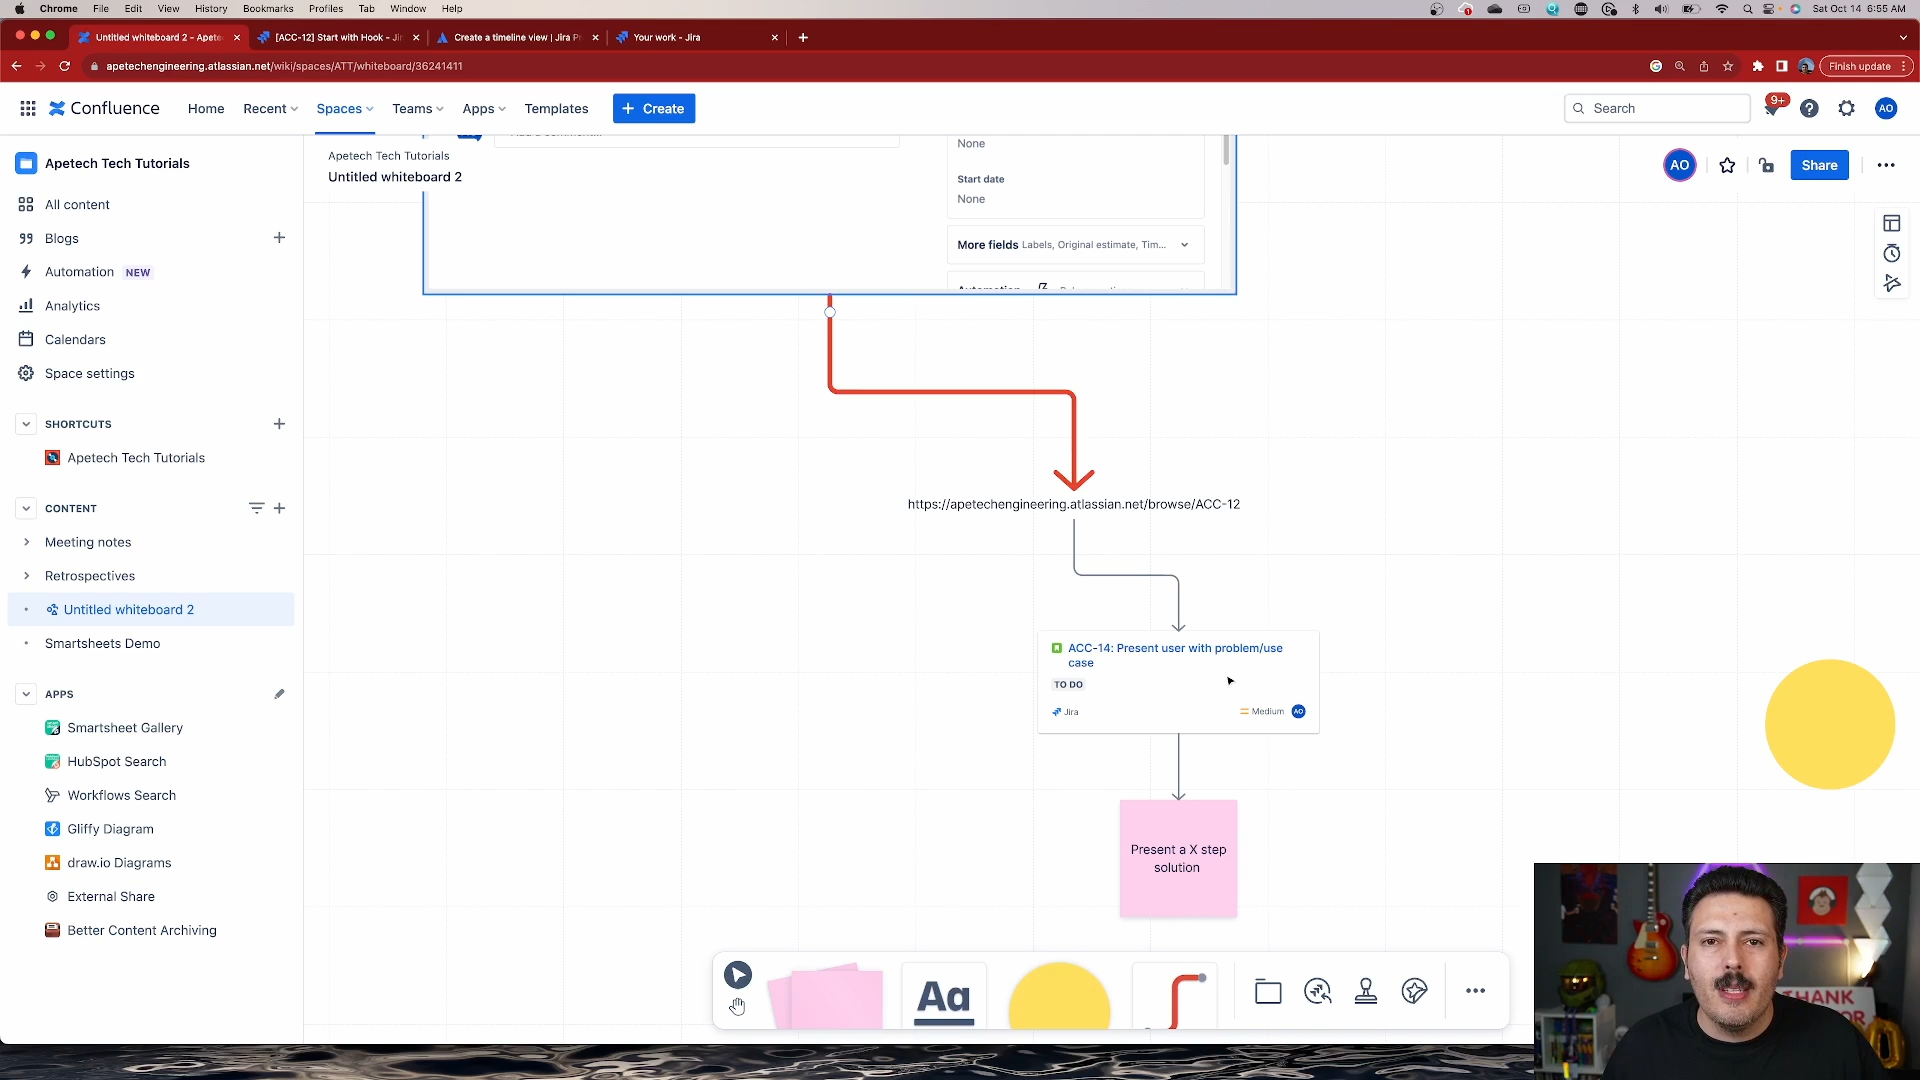 Chrome File Edit View History Bookmarks Profiles Tab Window Help
Sat Oct 14 6:55 AM
Untitled whiteboard 2 – Apete
[ACC-12] Start with Hook - Jir
Create a timeline view | Jira Pr
Your work - Jira
apetechengineering.atlassian.net/wiki/spaces/ATT/whiteboard/36241411
Finish update
Confluence
Home Recent Spaces Teams Apps Templates
Create
Search
9+
AO
Apetech Tech Tutorials
All content
Blogs
Automation NEW
Analytics
Calendars
Space settings
SHORTCUTS
Apetech Tech Tutorials
CONTENT
Meeting notes
Retrospectives
Untitled whiteboard 2
Smartsheets Demo
APPS
Smartsheet Gallery
HubSpot Search
Workflows Search
Gliffy Diagram
draw.io Diagrams
External Share
Better Content Archiving
Apetech Tech Tutorials
Untitled whiteboard 2
None
Start date
None
More fields Labels, Original estimate, Tim...
AO
Share
https://apetechengineering.atlassian.net/browse/ACC-12
ACC-14: Present user with problem/use
case
TO DO
Jira
Medium AO
Present a X step
solution
Aa
THANK